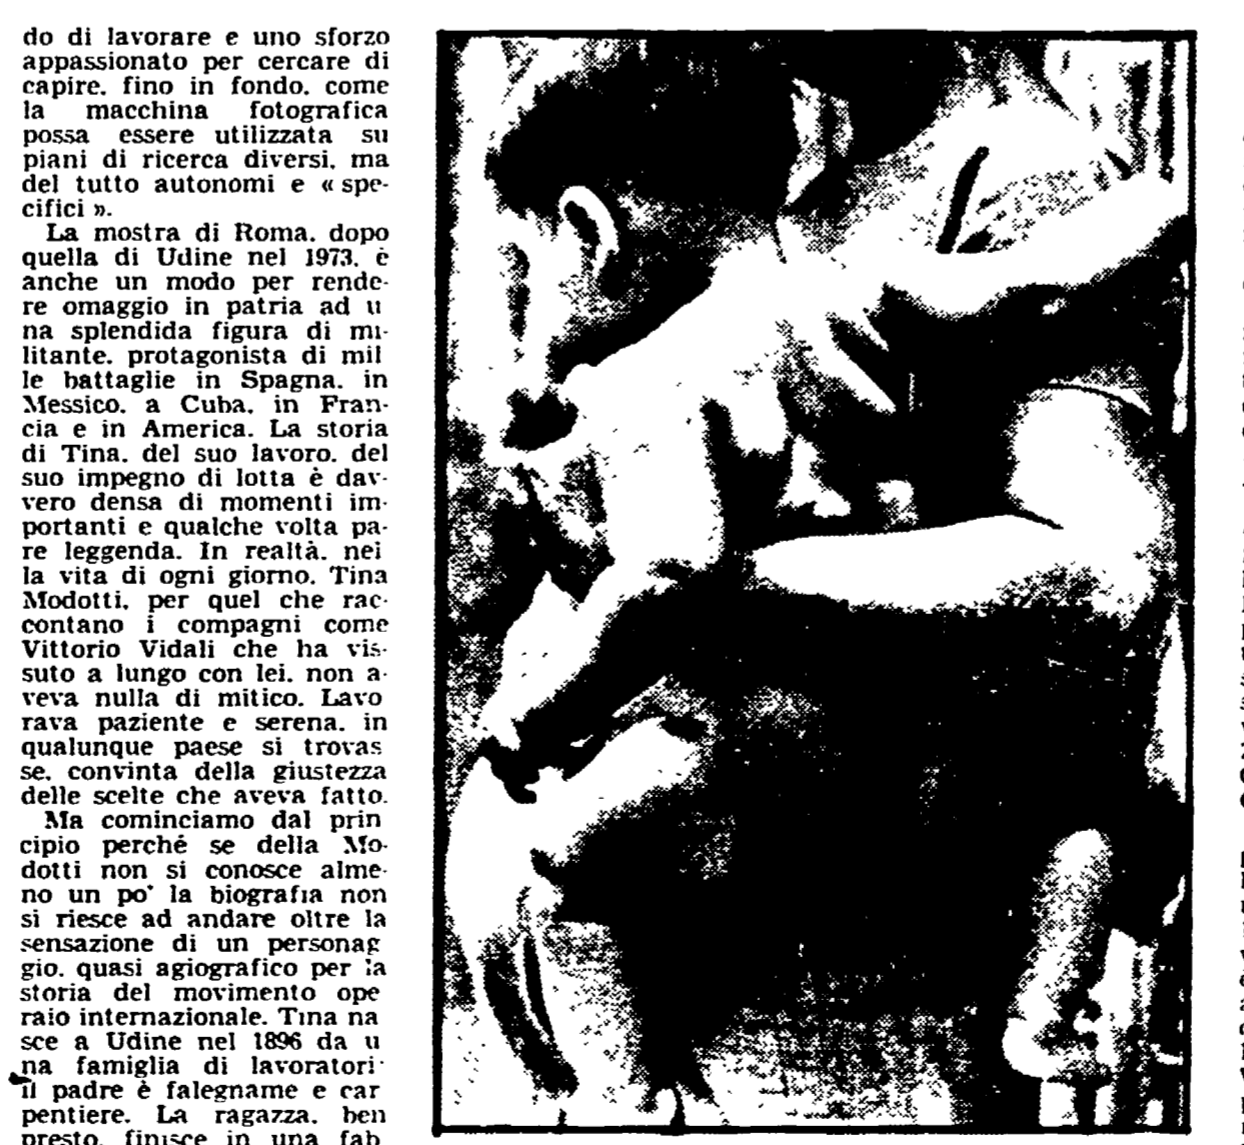 do di lavorare e uno sforzo
appassionato per cercare di
capire. fino in fondo. come
la macchina fotografica
possa essere utilizzata su
piani di ricerca diversi. ma
del tutto autonomi e « spe-
cifici ».
La mostra di Roma. dopo
quella di Udine nel 1973. è
anche un modo per rende-
re omaggio in patria ad u
na splendida figura di mi-
litante. protagonista di mil
le battaglie in Spagna. in
Messico. a Cuba. in Fran-
cia e in America. La storia
di Tina. del suo lavoro. del
suo impegno di lotta è dav-
vero densa di momenti im-
portanti e qualche volta pa-
re leggenda. In realtà. nel
la vita di ogni giorno. Tina
Modotti. per quel che rac-
contano i compagni come
Vittorio Vidali che ha vis-
suto a lungo con lei. non a-
veva nulla di mitico. Lavo
rava paziente e serena. in
qualunque paese si trovas
se. convinta della giustezza
delle scelte che aveva fatto.
Ma cominciamo dal prin
cipio perché se della Mo-
dotti non si conosce alme-
no un po' la biografia non
si riesce ad andare oltre la
sensazione di un personag
gio. quasi agiografico per la
storia del movimento ope
raio internazionale. Tina na
sce a Udine nel 1896 da u
na famiglia di lavoratori·
il padre è falegname e car
pentiere. La ragazza. ben
presto. finisce in una fab